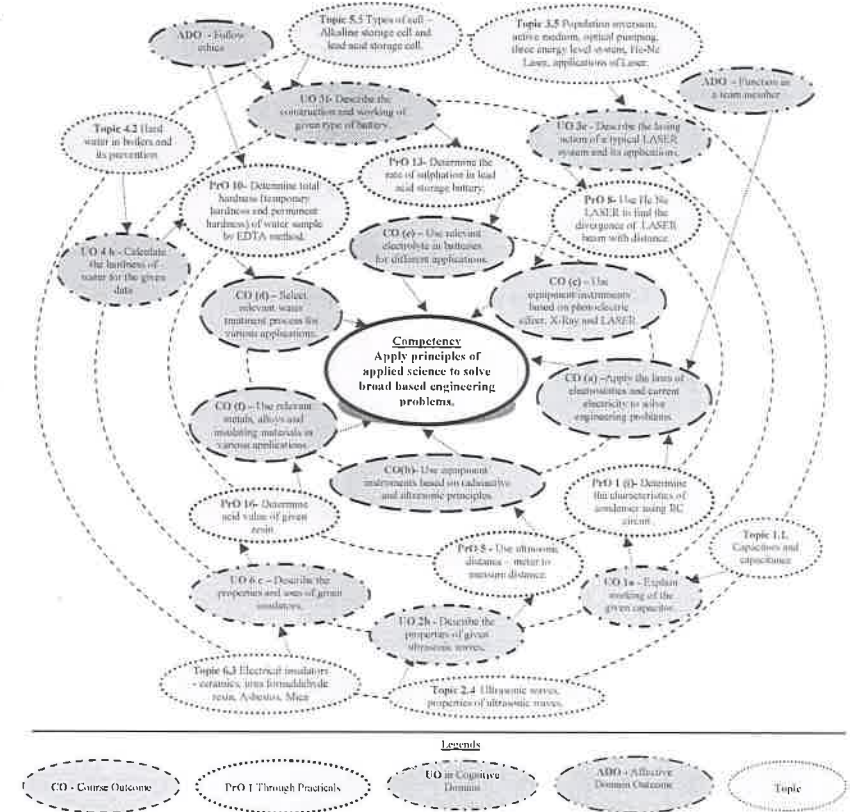 Topic 5.5 Types of cell -
Alkaline storage cell and
lead acid storage cell.
Topic 3.5 Population inversion,
active medium, optical pumping,
three energy level system, He-Ne
Laser, applications of Laser.
ADO - Follow
ethics
ADO - Function as
a team member
UO 5f- Describe the
construction and working of
given type of battery.
UO 3e - Describe the lasing
action of a typical LASER
system and its applications.
Topic 4.2 Hard
water in boilers and
its prevention
PrO 13- Determine the
rate of sulphation in lead
acid storage battery.
PrO 10- Determine total
hardness (temporary
hardness and permanent
hardness) of water sample
by EDTA method.
PrO 8- Use He Ne
LASER to find the
divergence of LASER
beam with distance.
UO 4 b - Calculate
the hardness of
water for the given
data
CO (e) – Use relevant
electrolyte in batteries
for different applications.
CO (d) – Select
relevant water
treatment process for
various applications.
CO (c) – Use
equipment/instruments
based on photoelectric
effect, X-Ray and LASER
Competency
Apply principles of
applied science to solve
broad based engineering
problems.
CO (a) –Apply the laws of
electrostatics and current
electricity to solve
engineering problems.
CO (f) – Use relevant
metals, alloys and
insulating materials in
various applications.
CO(b)- Use equipment
instruments based on radioactive
and ultrasonic principles
PrO 1 (i)- Determine
the characteristics of
condenser using RC
circuit .
PrO 16- Determine
acid value of given
resin
Topic 1.1.
Capacitors and
capacitance
PrO 5 - Use ultrasonic
distance - meter to
measure distance.
UO 6 c – Describe the
properties and uses of given
insulators.
UO 1a - Explain
working of the
given capacitor.
UO 2h - Describe the
properties of given
ultrasonic waves.
Topic 6.3 Electrical insulators
- ceramics, urea formaldehyde
resin, Asbestos, Mica
Topic 2.4 Ultrasonic waves,
properties of ultrasonic waves.
Legends
CO - Course Outcome
PrO 1 Through Practicals
UO in Cognitive
Domain
ADO - Affective
Domain Outcome
Topic